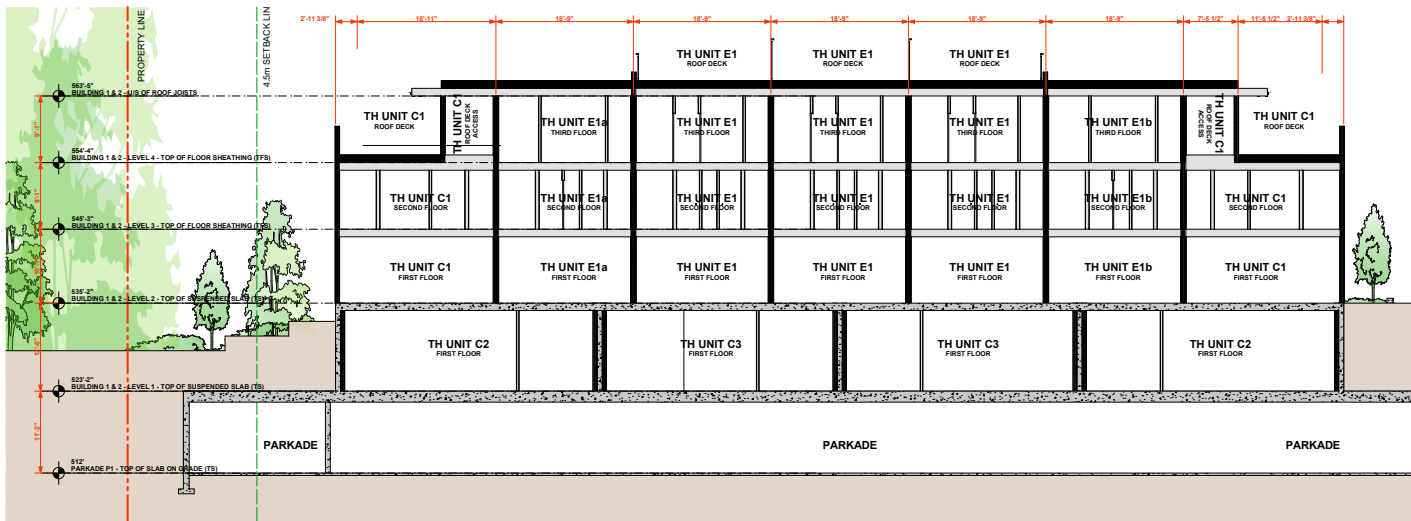 2'-11 3/8"
18'-11"
18'-9"
18'-9"
18'-9"
18'-9"
18'-9"
7'-5 1/2"
11'-5 1/2"
2'-11 3/8"
PROPERTY LINE
4.5m SETBACK LIN
TH UNIT E1
ROOF DECK
TH UNIT E1
ROOF DECK
TH UNIT E1
ROOF DECK
563'-5"
BUILDING 1 & 2 - U/S OF ROOF JOISTS
9'-1"
TH UNIT C1
ROOF DECK
TH UNIT C1
ROOF DECK
ACCESS
TH UNIT E1a
THIRD FLOOR
TH UNIT E1
THIRD FLOOR
TH UNIT E1
THIRD FLOOR
TH UNIT E1
THIRD FLOOR
TH UNIT E1b
THIRD FLOOR
TH UNIT C1
ROOF DECK
ACCESS
TH UNIT C1
ROOF DECK
554'-4"
BUILDING 1 & 2 - LEVEL 4 - TOP OF FLOOR SHEATHING (TFS)
9'-1"
TH UNIT C1
SECOND FLOOR
TH UNIT E1a
SECOND FLOOR
TH UNIT E1
SECOND FLOOR
TH UNIT E1
SECOND FLOOR
TH UNIT E1
SECOND FLOOR
TH UNIT E1b
SECOND FLOOR
TH UNIT C1
SECOND FLOOR
545'-3"
BUILDING 1 & 2 - LEVEL 3 - TOP OF FLOOR SHEATHING (TFS)
TH UNIT C1
FIRST FLOOR
TH UNIT E1a
FIRST FLOOR
TH UNIT E1
FIRST FLOOR
TH UNIT E1
FIRST FLOOR
TH UNIT E1
FIRST FLOOR
TH UNIT E1b
FIRST FLOOR
TH UNIT C1
FIRST FLOOR
535'-2"
BUILDING 1 & 2 - LEVEL 2 - TOP OF SUSPENDED SLAB (TS)
TH UNIT C2
FIRST FLOOR
TH UNIT C3
FIRST FLOOR
TH UNIT C3
FIRST FLOOR
TH UNIT C2
FIRST FLOOR
523'-2"
BUILDING 1 & 2 - LEVEL 1 - TOP OF SUSPENDED SLAB (TS)
11'-2"
PARKADE
PARKADE
PARKADE
512'
PARKADE P1 - TOP OF SLAB ON GRADE (TS)